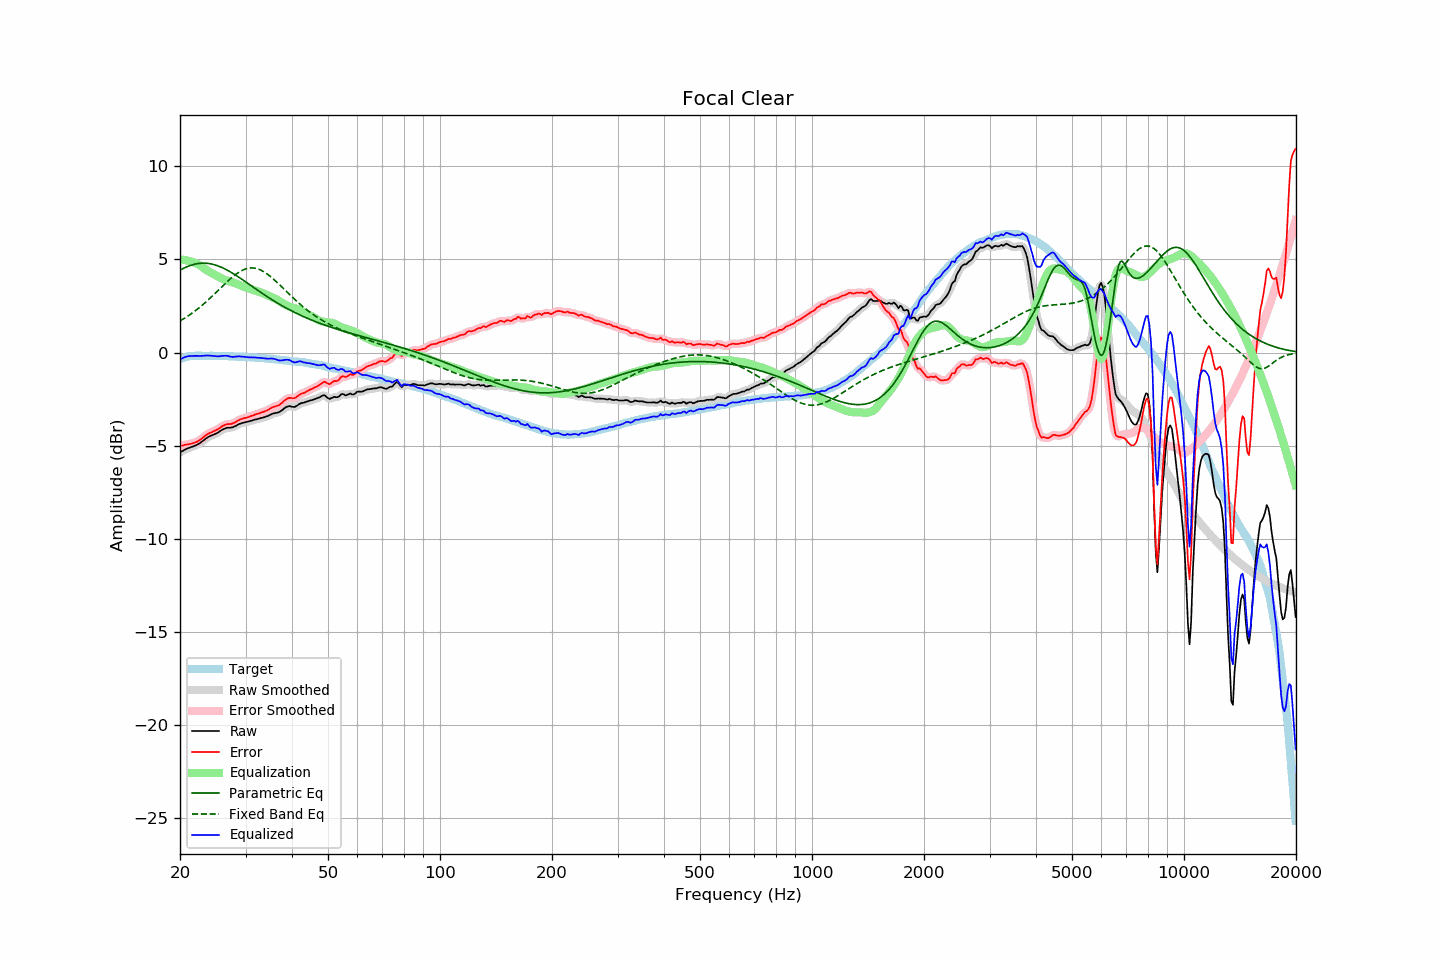 Focal Clear
Amplitude (dBr)
10
5
0
−5
−10
−15
−20
−25
Target
Raw Smoothed
Error Smoothed
Raw
Error
Equalization
Parametric Eq
Fixed Band Eq
Equalized
20 50 100 200 500 1000 2000 5000 10000 20000
Frequency (Hz)